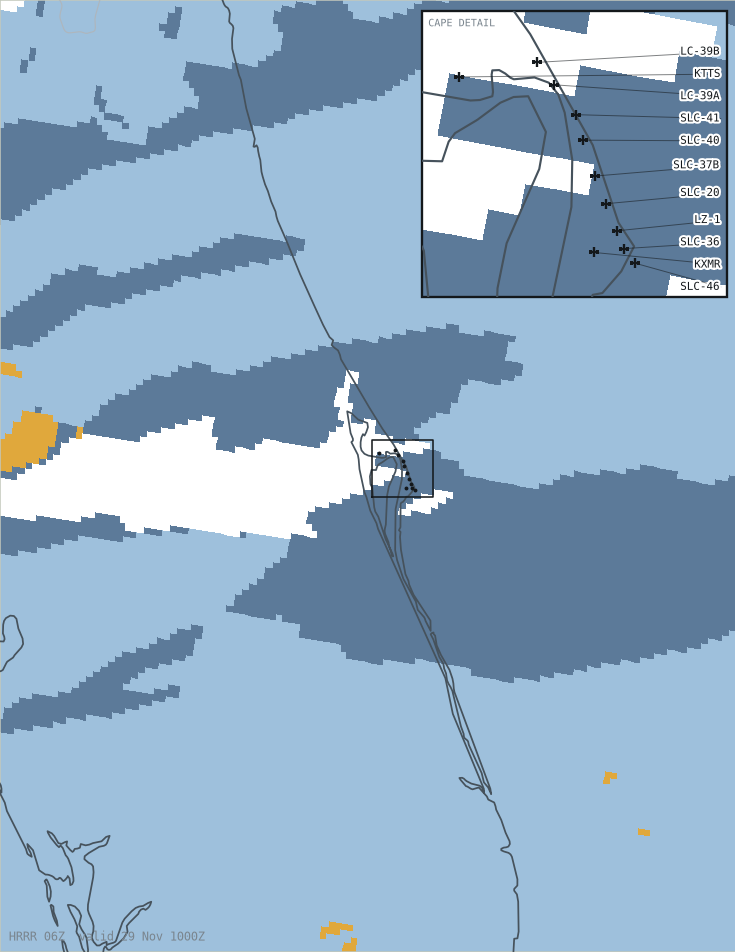 CAPE DETAIL
LC-39B
KTTS
LC-39A
SLC-41
SLC-40
SLC-37B
SLC-20
LZ-1
SLC-36
KXMR
SLC-46
HRRR 06Z valid 29 Nov 1000Z